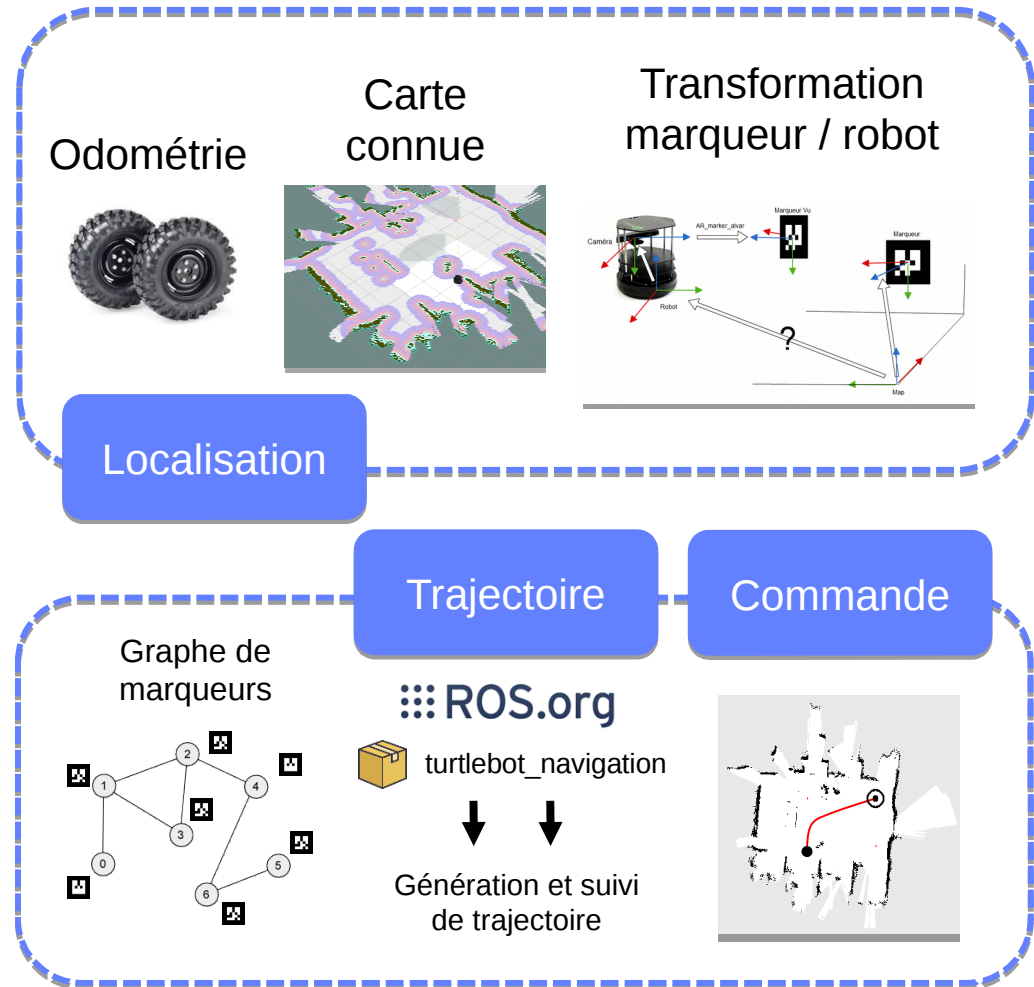 Odométrie
Carte
connue
Transformation
marqueur / robot
Caméra
AR_marker_alvar
Marqueur Vu
Marqueur
Robot
?
Map
Localisation
Trajectoire
Commande
Graphe de
marqueurs
ROS.org
turtlebot_navigation
Génération et suivi
de trajectoire
2
1
4
3
0
5
6